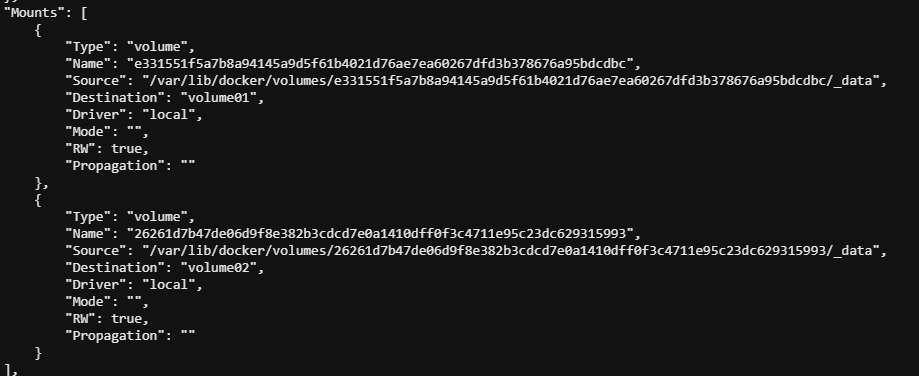 "Mounts": [
{
"Type": "volume",
"Name": "e331551f5a7b8a94145a9d5f61b4021d76ae7ea60267dfd3b378676a95bdcdbc",
"Source": "/var/lib/docker/volumes/e331551f5a7b8a94145a9d5f61b4021d76ae7ea60267dfd3b378676a95bdcdbc/_data",
"Destination": "volume01",
"Driver": "local",
"Mode": "",
"RW": true,
"Propagation": ""
},
{
"Type": "volume",
"Name": "26261d7b47de06d9f8e382b3cdcd7e0a1410dff0f3c4711e95c23dc629315993",
"Source": "/var/lib/docker/volumes/26261d7b47de06d9f8e382b3cdcd7e0a1410dff0f3c4711e95c23dc629315993/_data",
"Destination": "volume02",
"Driver": "local",
"Mode": "",
"RW": true,
"Propagation": ""
}
],